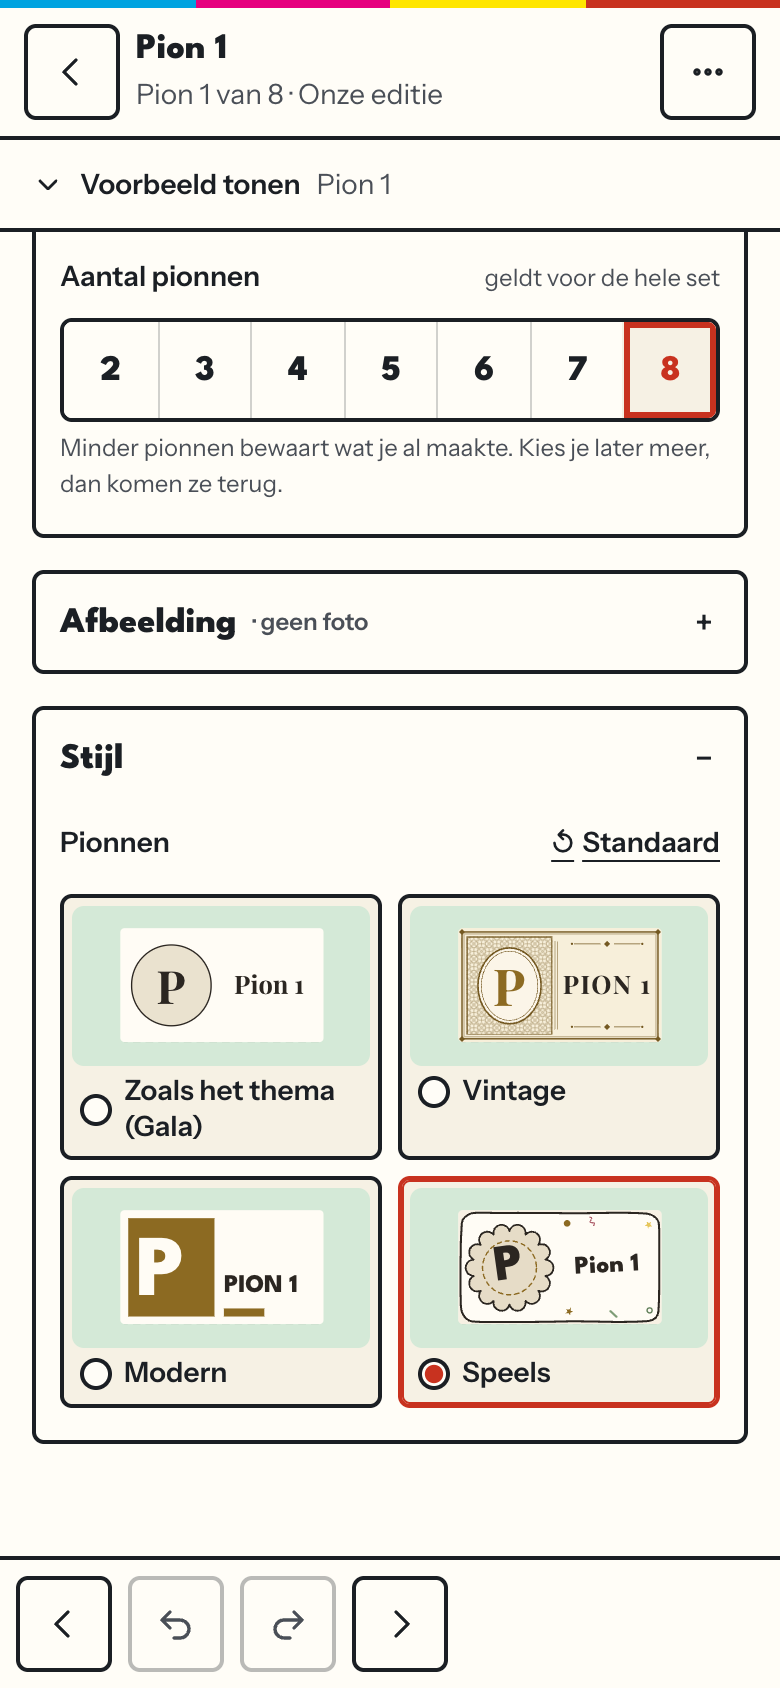 Pion 1
Pion 1 van 8 · Onze editie
Voorbeeld tonen Pion 1
Aantal pionnen geldt voor de hele set
2 3 4 5 6 7 8
Minder pionnen bewaart wat je al maakte. Kies je later meer,
dan komen ze terug.
Afbeelding · geen foto
Stijl
Pionnen Standaard
P Pion 1
P PION 1
Zoals het thema
(Gala)
Vintage
P PION 1
P Pion 1
Modern
Speels